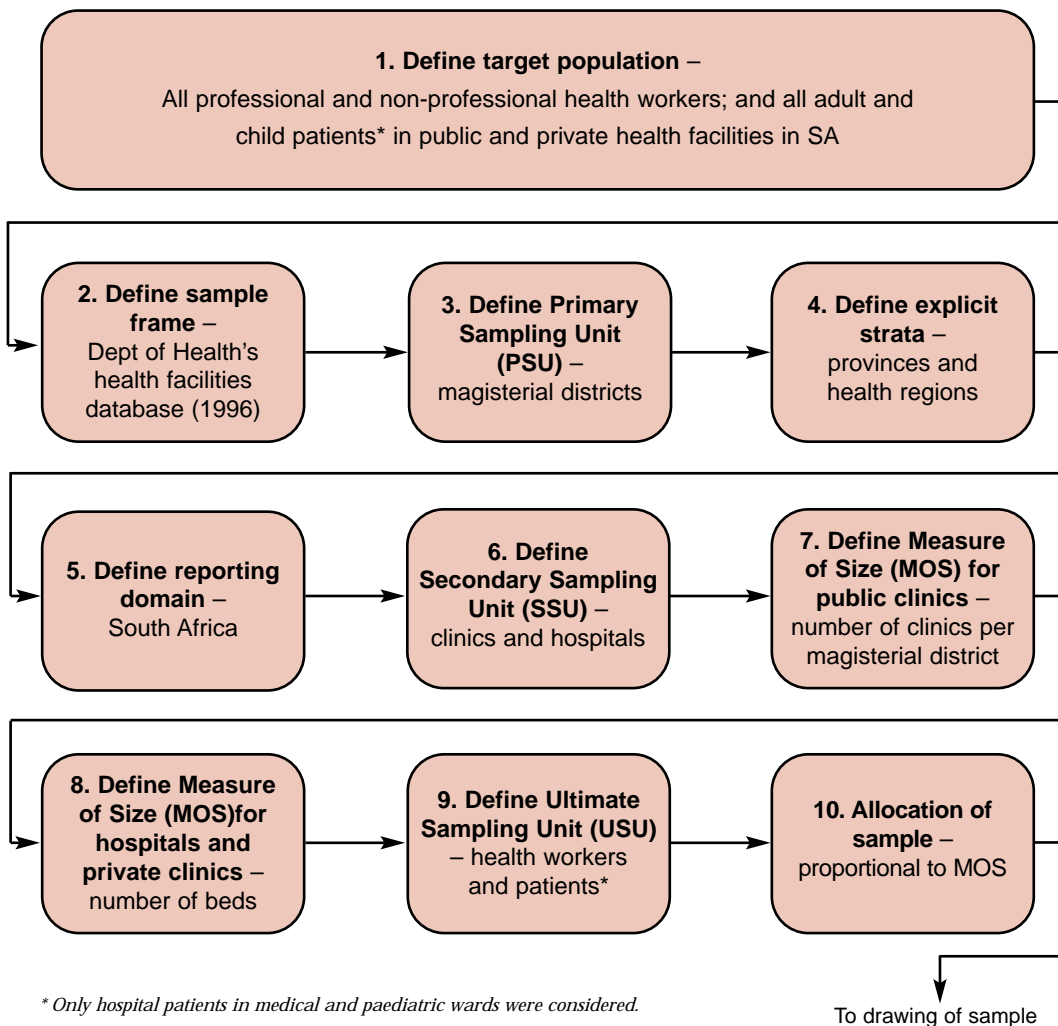 1. Define target population –
All professional and non-professional health workers; and all adult and
child patients* in public and private health facilities in SA
2. Define sample
frame –
Dept of Health's
health facilities
database (1996)
3. Define Primary
Sampling Unit
(PSU) –
magisterial districts
4. Define explicit
strata –
provinces and
health regions
5. Define reporting
domain –
South Africa
6. Define
Secondary Sampling
Unit (SSU) –
clinics and hospitals
7. Define Measure
of Size (MOS) for
public clinics –
number of clinics per
magisterial district
8. Define Measure
of Size (MOS)for
hospitals and
private clinics –
number of beds
9. Define Ultimate
Sampling Unit (USU)
– health workers
and patients*
10. Allocation of
sample –
proportional to MOS
* Only hospital patients in medical and paediatric wards were considered.
To drawing of sample